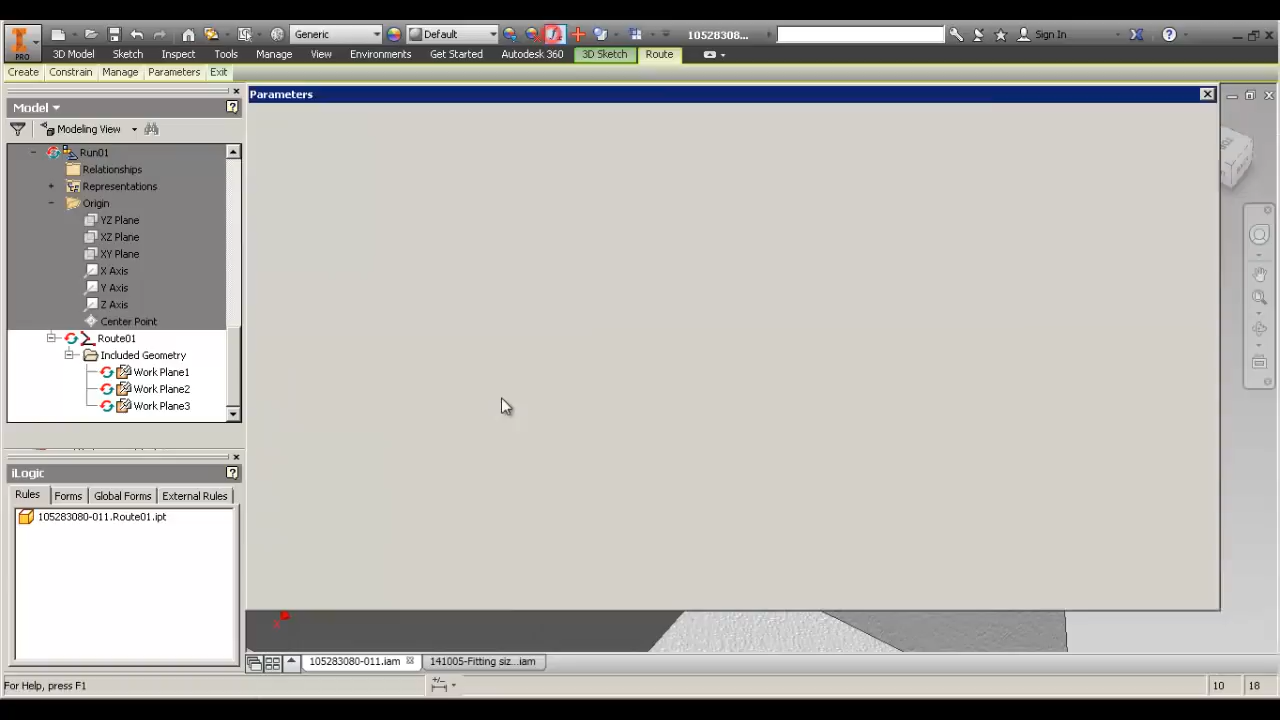 Generic
Default
10528308...
Sign In
PRO
3D Model
Sketch
Inspect
Tools
Manage
View
Environments
Get Started
Autodesk 360
3D Sketch
Route
Create
Constrain
Manage
Parameters
Exit
Model
Modeling View
Run01
Relationships
Representations
Origin
YZ Plane
XZ Plane
XY Plane
X Axis
Y Axis
Z Axis
Center Point
Route01
Included Geometry
Work Plane1
Work Plane2
Work Plane3
iLogic
Rules
Forms
Global Forms
External Rules
105283080-011.Route01.ipt
Parameters
X
105283080-011.iam
141005-Fitting siz...iam
For Help, press F1
10
18